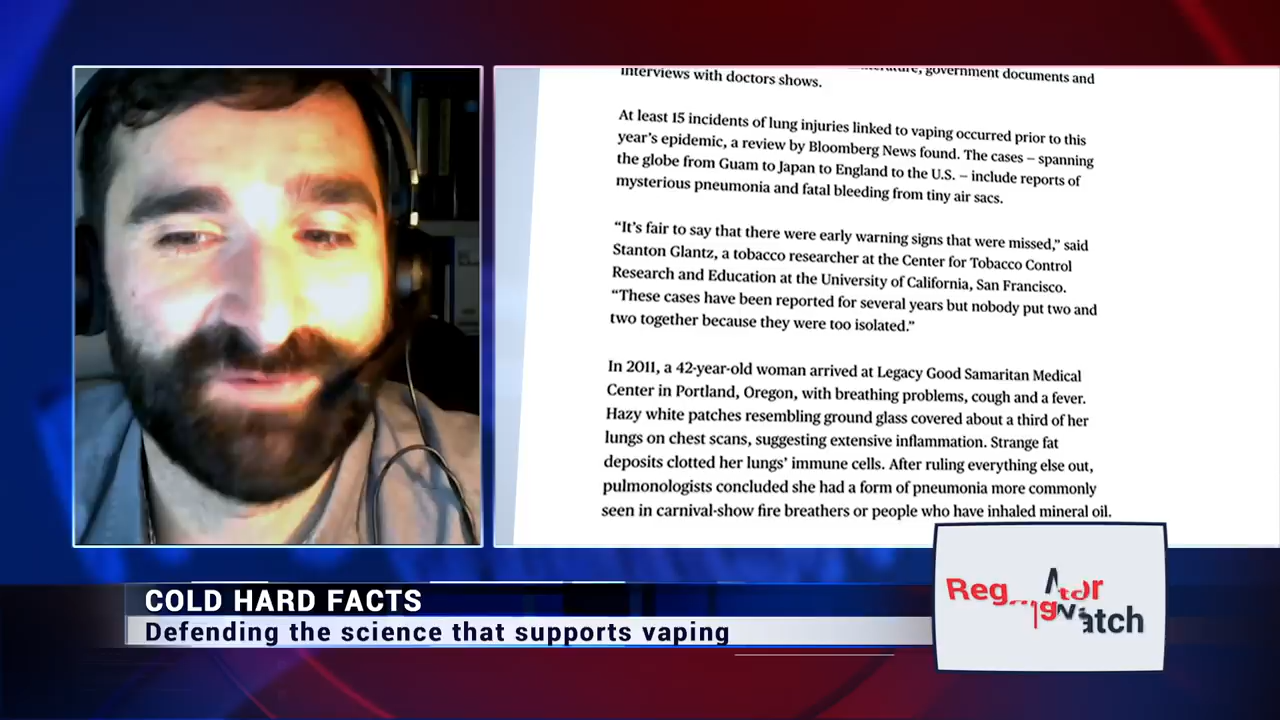 interviews with doctors shows.
government documents and
At least 15 incidents of lung injuries linked to vaping occurred prior to this
year's epidemic, a review by Bloomberg News found. The cases – spanning
the globe from Guam to Japan to England to the U.S. – include reports of
mysterious pneumonia and fatal bleeding from tiny air sacs.
“It's fair to say that there were early warning signs that were missed,” said
Stanton Glantz, a tobacco researcher at the Center for Tobacco Control
Research and Education at the University of California, San Francisco.
“These cases have been reported for several years but nobody put two and
two together because they were too isolated.”
In 2011, a 42-year-old woman arrived at Legacy Good Samaritan Medical
Center in Portland, Oregon, with breathing problems, cough and a fever.
Hazy white patches resembling ground glass covered about a third of her
lungs on chest scans, suggesting extensive inflammation. Strange fat
deposits clotted her lungs' immune cells. After ruling everything else out,
pulmonologists concluded she had a form of pneumonia more commonly
seen in carnival-show fire breathers or people who have inhaled mineral oil.
COLD HARD FACTS
Defending the science that supports vaping